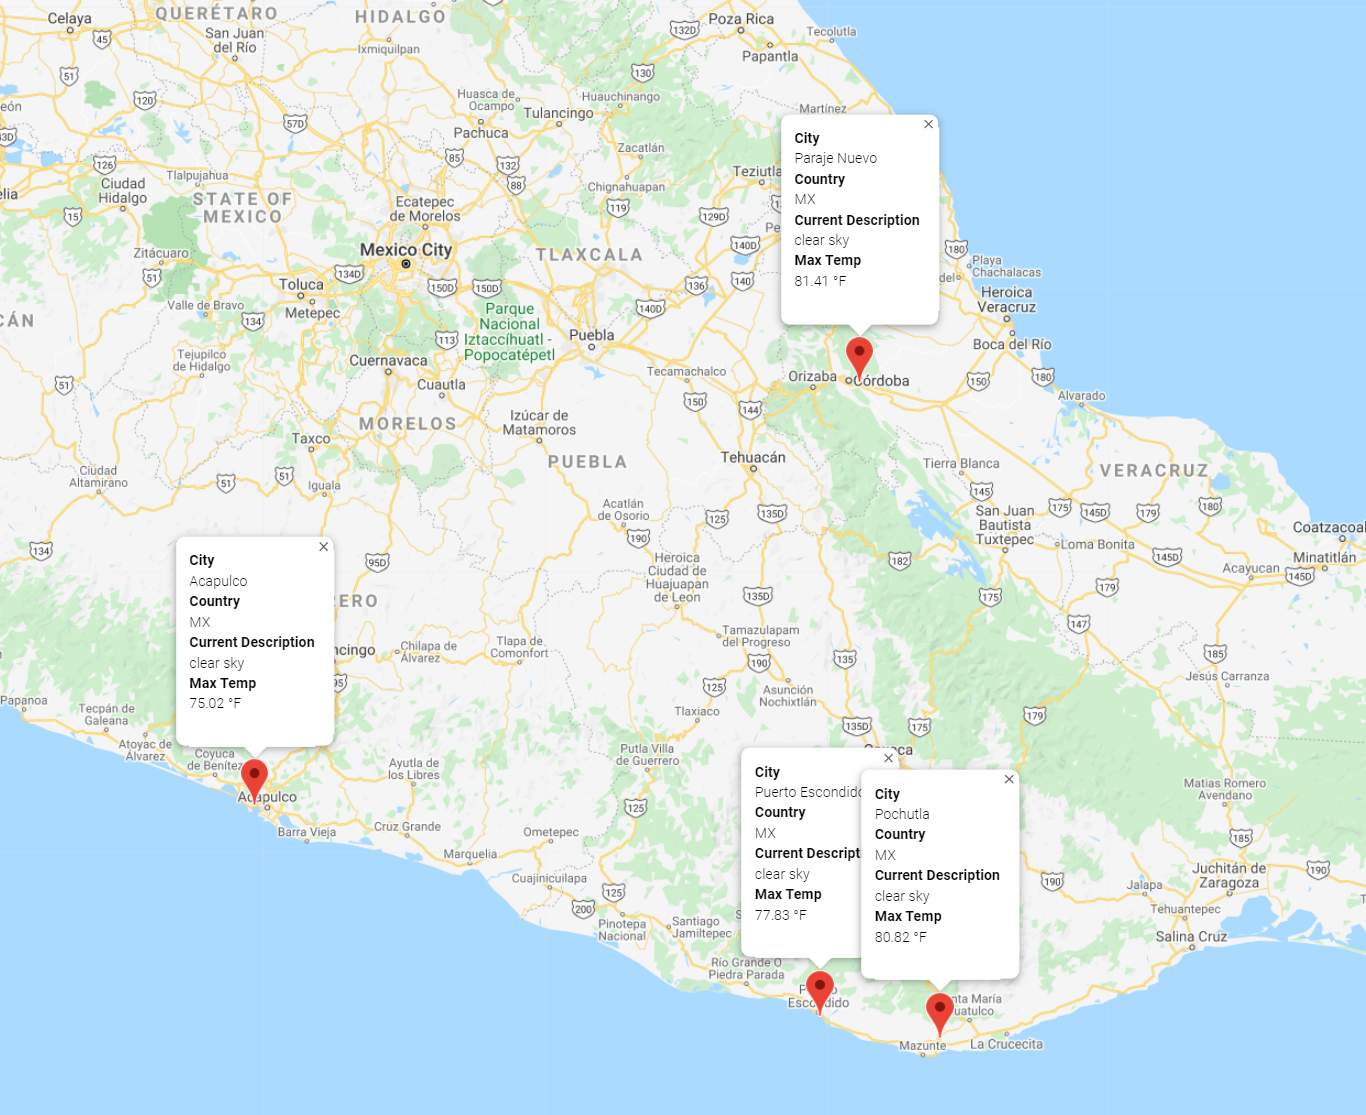 Celaya
QUERÉTARO
HIDALGO
Poza Rica
Tecolutla
45
San Juan
del Río
Ixmiquilpan
132D
Papantla
51
130
120
Huasca de
Ocampo
Huauchinango
Martínez
57D
Tulancingo
Pachuca
126
85
132
Zacatlán
Tlalpujahua
Teziutla
Ciudad
Hidalgo
88
Chignahuapan
STATE OF
MEXICO
Ecatepec
de Morelos
119
129D
15
Mexico City
TLAXCALA
140D
180
Zitácuaro
Playa
Chachalacas
51
134D
150D
150D
136
140
del
Toluca
Heroica
Veracruz
Valle de Bravo
Metepec
Parque
Nacional
Iztaccíhuatl -
Popocatépetl
140D
134
113
Puebla
Boca del Río
Tejupilco
de Hidalgo
Cuernavaca
Tecamachalco
Orizaba
Córdoba
150
180
51
Cuautla
150
Alvarado
144
Izúcar de
Matamoros
MORELOS
Taxco
PUEBLA
Tehuacán
Tierra Blanca
VERACRUZ
Ciudad
Altamirano
51
51
Iguala
145
Acatlán
de Osorio
125
135D
San Juan
Bautista
Tuxtepec
175
145D
179
180
Coatzacoal
190
134
95D
Heroica
Ciudad de
Huajuapan
de Leon
182
Loma Bonita
145D
Minatitlán
Acayucan
145D
135D
175
179
ERO
147
Tamazulapam
del Progreso
Chilapa de
Álvarez
Tlapa de
Comonfort
ncingo
190
135
185
95
125
Asunción
Nochixtlán
Jesús Carranza
Papanoa
Tecpán de
Galeana
Tlaxiaco
135D
175
179
Atoyac de
Álvarez
Coyuca
de Benítez
Ayutla de
los Libres
Putla Villa
de Guerrero
Acapulco
125
Matias Romero
Avendano
Barra Vieja
Cruz Grande
Ometepec
185
Marquelia
Juchitán de
Zaragoza
190
190
Cuajinicuilapa
125
Jalapa
200
Tehuantepec
Pinotepa
Nacional
Santiago
Jamiltepec
Salina Cruz
Río Grande O
Piedra Parada
Escondido
nta María
uatulco
Mazunte
La Crucecita
City
Paraje Nuevo
Country
MX
Current Description
clear sky
Max Temp
81.41 °F
City
Acapulco
Country
MX
Current Description
clear sky
Max Temp
75.02 °F
City
Puerto Escondido
Country
MX
Current Descript
clear sky
Max Temp
77.83 °F
City
Pochutla
Country
MX
Current Description
clear sky
Max Temp
80.82 °F